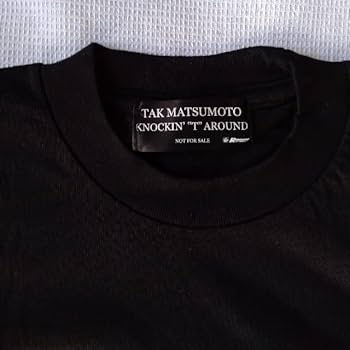 TAK MATSUMOTO
KNOCKIN' "T" AROUND
NOT FOR SALE